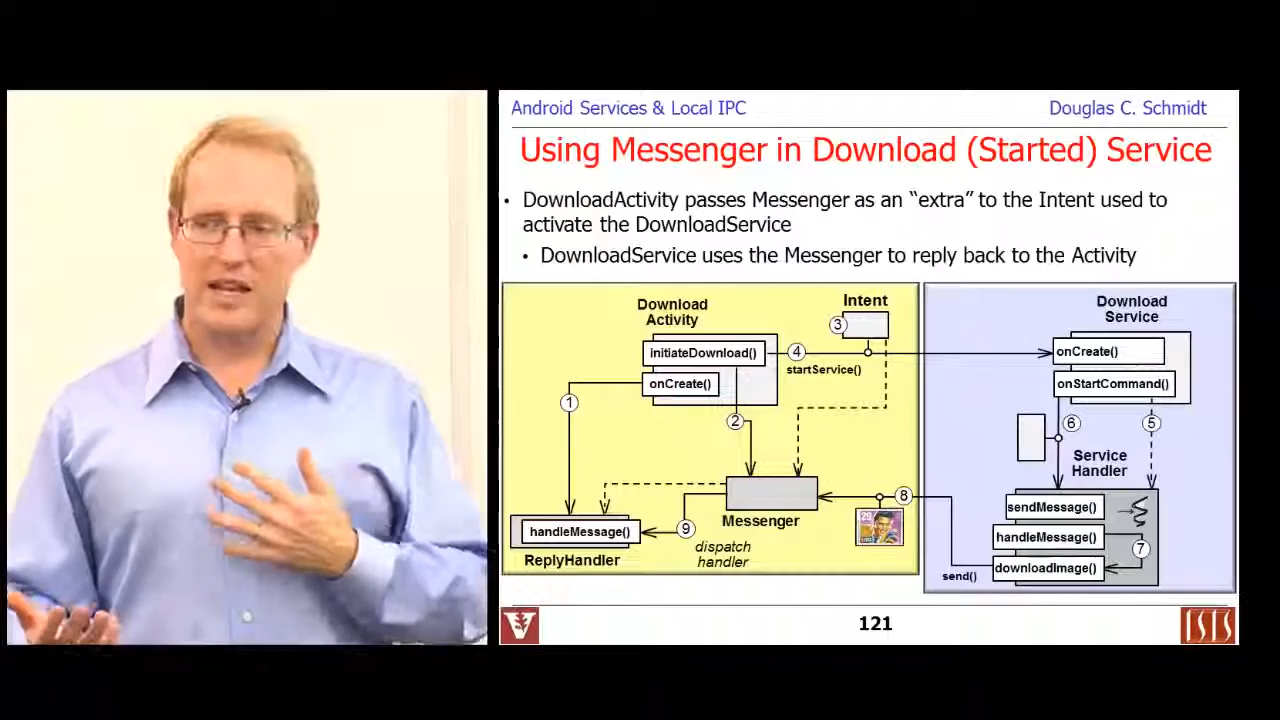 Android Services & Local IPC
Douglas C. Schmidt
Using Messenger in Download (Started) Service
• DownloadActivity passes Messenger as an “extra” to the Intent used to
activate the DownloadService
• DownloadService uses the Messenger to reply back to the Activity
Download
Activity
Intent
3
initiateDownload()
4
startService()
onCreate()
1
2
Messenger
handleMessage()
ReplyHandler
9
dispatch
handler
20
8
Download
Service
onCreate()
onStartCommand()
6
5
Service
Handler
sendMessage()
handleMessage()
7
downloadImage()
send()
V
121
ISIS